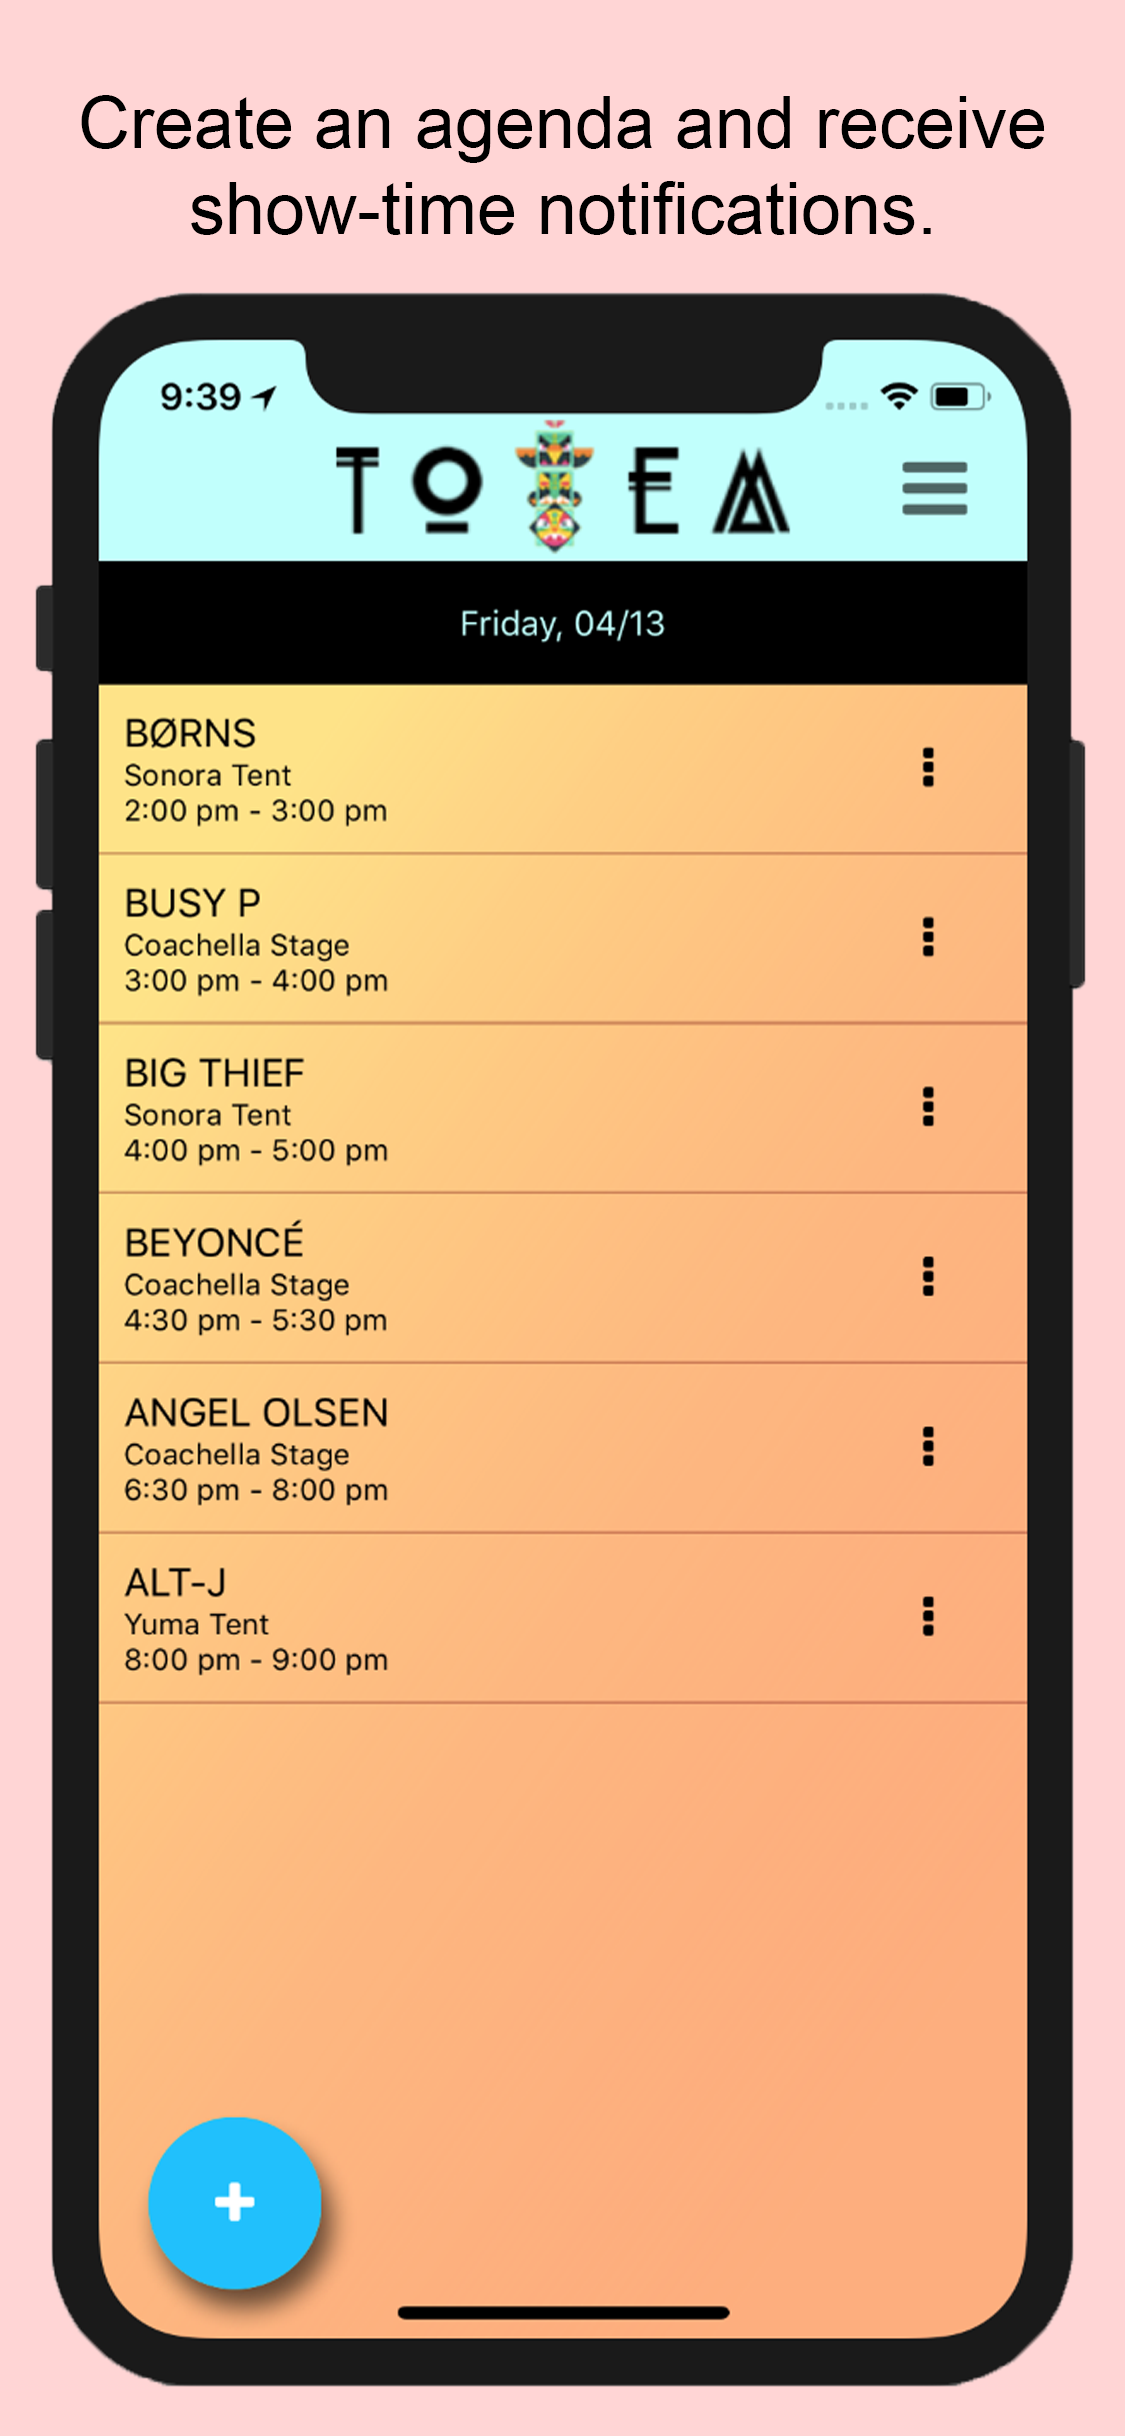 Create an agenda and receive
show-time notifications.
9:39
TOTEM
Friday, 04/13
BØRNS
Sonora Tent
2:00 pm - 3:00 pm
BUSY P
Coachella Stage
3:00 pm - 4:00 pm
BIG THIEF
Sonora Tent
4:00 pm - 5:00 pm
BEYONCÉ
Coachella Stage
4:30 pm - 5:30 pm
ANGEL OLSEN
Coachella Stage
6:30 pm - 8:00 pm
ALT-J
Yuma Tent
8:00 pm - 9:00 pm